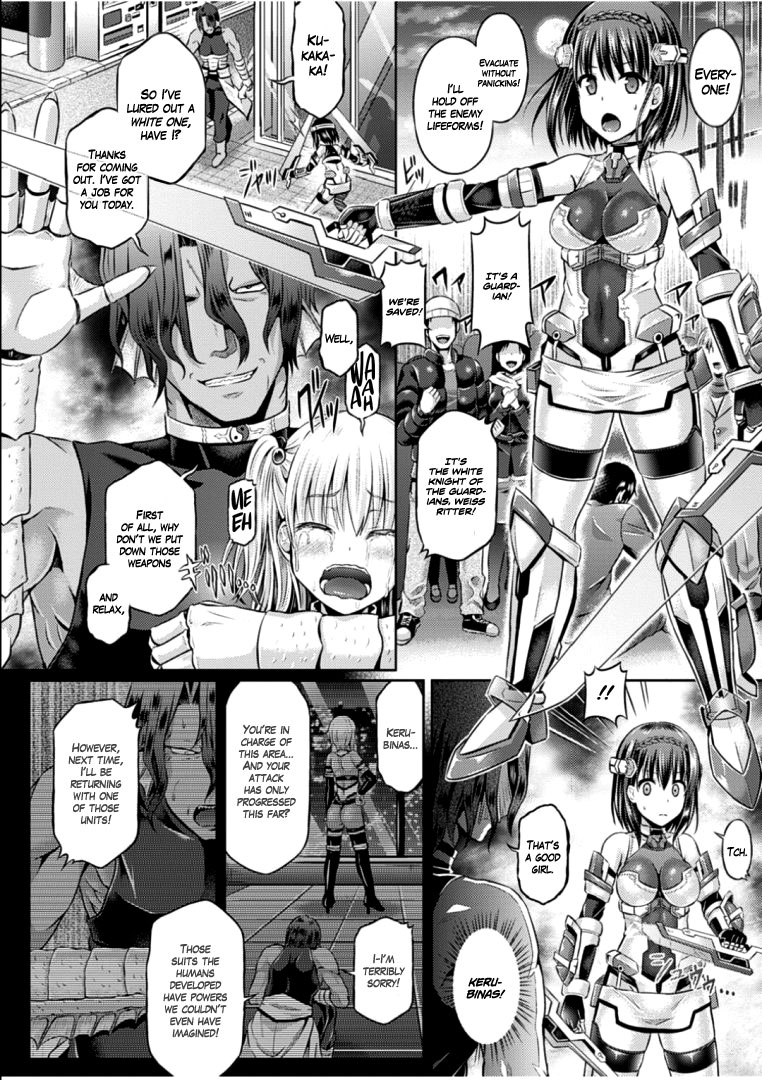 EVERY-
ONE!
EVACUATE
WITHOUT
PANICKING!
I'LL
HOLD OFF
THE ENEMY
LIFEFORMS!
IT'S A
GUARD-
IAN!
WE'RE
SAVED!
IT'S
THE WHITE
KNIGHT OF
THE GUARD-
IANS, WEISS
RITTER!
KU-
KAKA-
KA!
SO I'VE
LURED OUT
A WHITE ONE,
HAVE I?
THANKS
FOR COMING
OUT. I'VE GOT
A JOB FOR
YOU TODAY.
WELL,
WA
AAH
UE
EH
FIRST
OF ALL, WHY
DON'T WE PUT
DOWN THOSE
WEAPONS
AND
RELAX,
!!
TCH.
THAT'S
A GOOD
GIRL.
KERU-
BINAS!
KERU-
BINAS...
YOU'RE IN
CHARGE OF
THIS AREA...
AND YOUR
ATTACK
HAS ONLY
PROGRESSED
THIS FAR?
I-I'M
TERRIBLY
SORRY!
HOWEVER,
NEXT TIME,
I'LL BE
RETURNING
WITH ONE
OF THOSE
UNITS!
THOSE
SUITS THE
HUMANS
DEVELOPED
HAVE POWERS
WE COULDN'T
EVEN HAVE
IMAGINED!